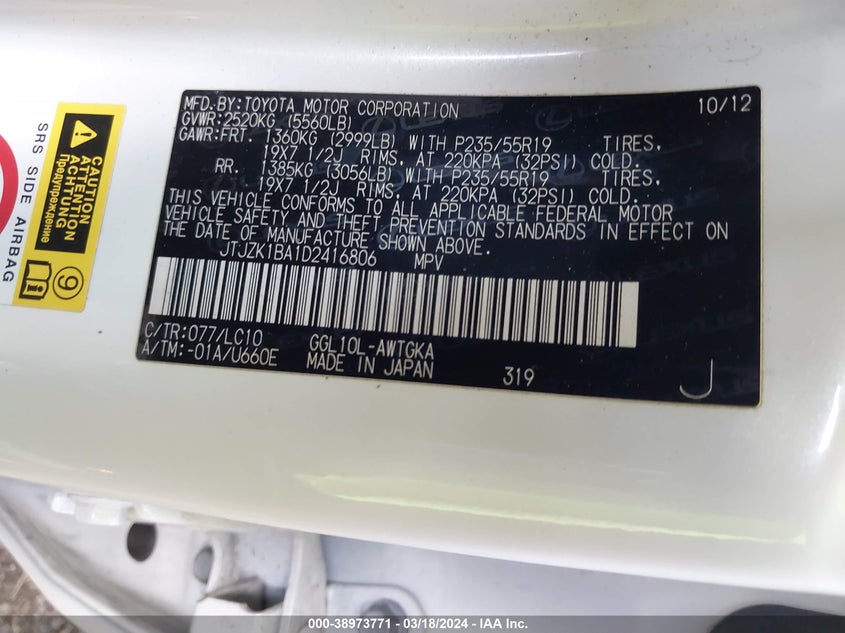 MFD.BY:TOYOTA MOTOR CORPORATION 10/12
GVWR:2520KG (5560LB)
GAWR:FRT. 1360KG (2999LB) WITH P235/55R19 TIRES.
19X7 1/2J RIMS. AT 220KPA (32PSI) COLD.
RR. 1385KG (3056LB) WITH P235/55R19 TIRES.
19X7 1/2J RIMS. AT 220KPA (32PSI) COLD.
THIS VEHICLE CONFORMS TO ALL APPLICABLE FEDERAL MOTOR
VEHICLE SAFETY AND THEFT PREVENTION STANDARDS IN EFFECT ON
THE DATE OF MANUFACTURE SHOWN ABOVE.
JTJZK1BA1D2416806 MPV
C/TR:077/LC10 GGL10L-AWTGKA
A/TM:-01A/U660E MADE IN JAPAN 319 J
CAUTION
ATTENTION
ACHTUNG
Предупреждение
9
SRS SIDE AIRBAG
LEXUS
000-38973771 - 03/18/2024 - IAA Inc.